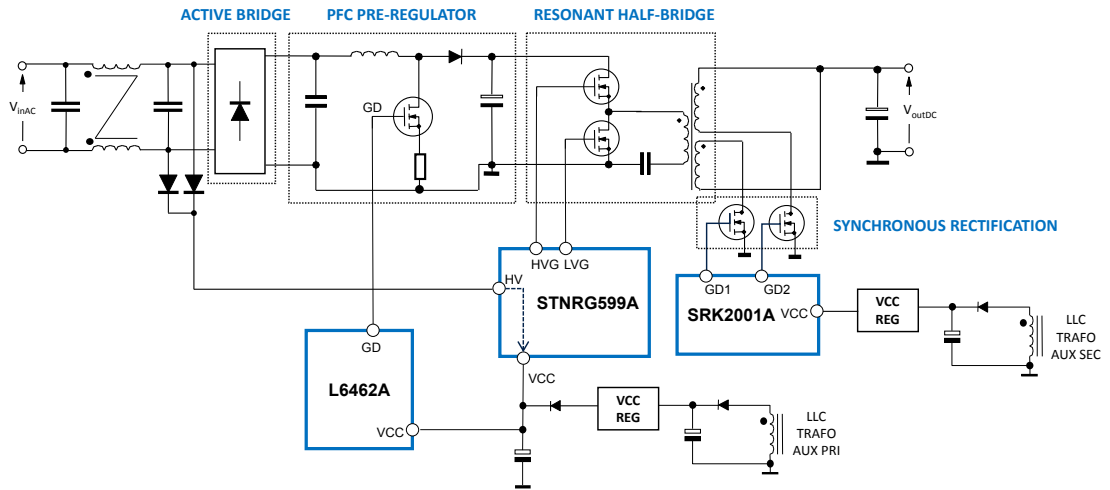 ACTIVE BRIDGE
PFC PRE-REGULATOR
RESONANT HALF-BRIDGE
VinAC
GD
VoutDC
SYNCHRONOUS RECTIFICATION
HVG LVG
HV
STNRG599A
VCC
GD1
GD2
SRK2001A
VCC
VCC
REG
LLC
TRAFO
AUX SEC
GD
L6462A
VCC
VCC
REG
LLC
TRAFO
AUX PRI